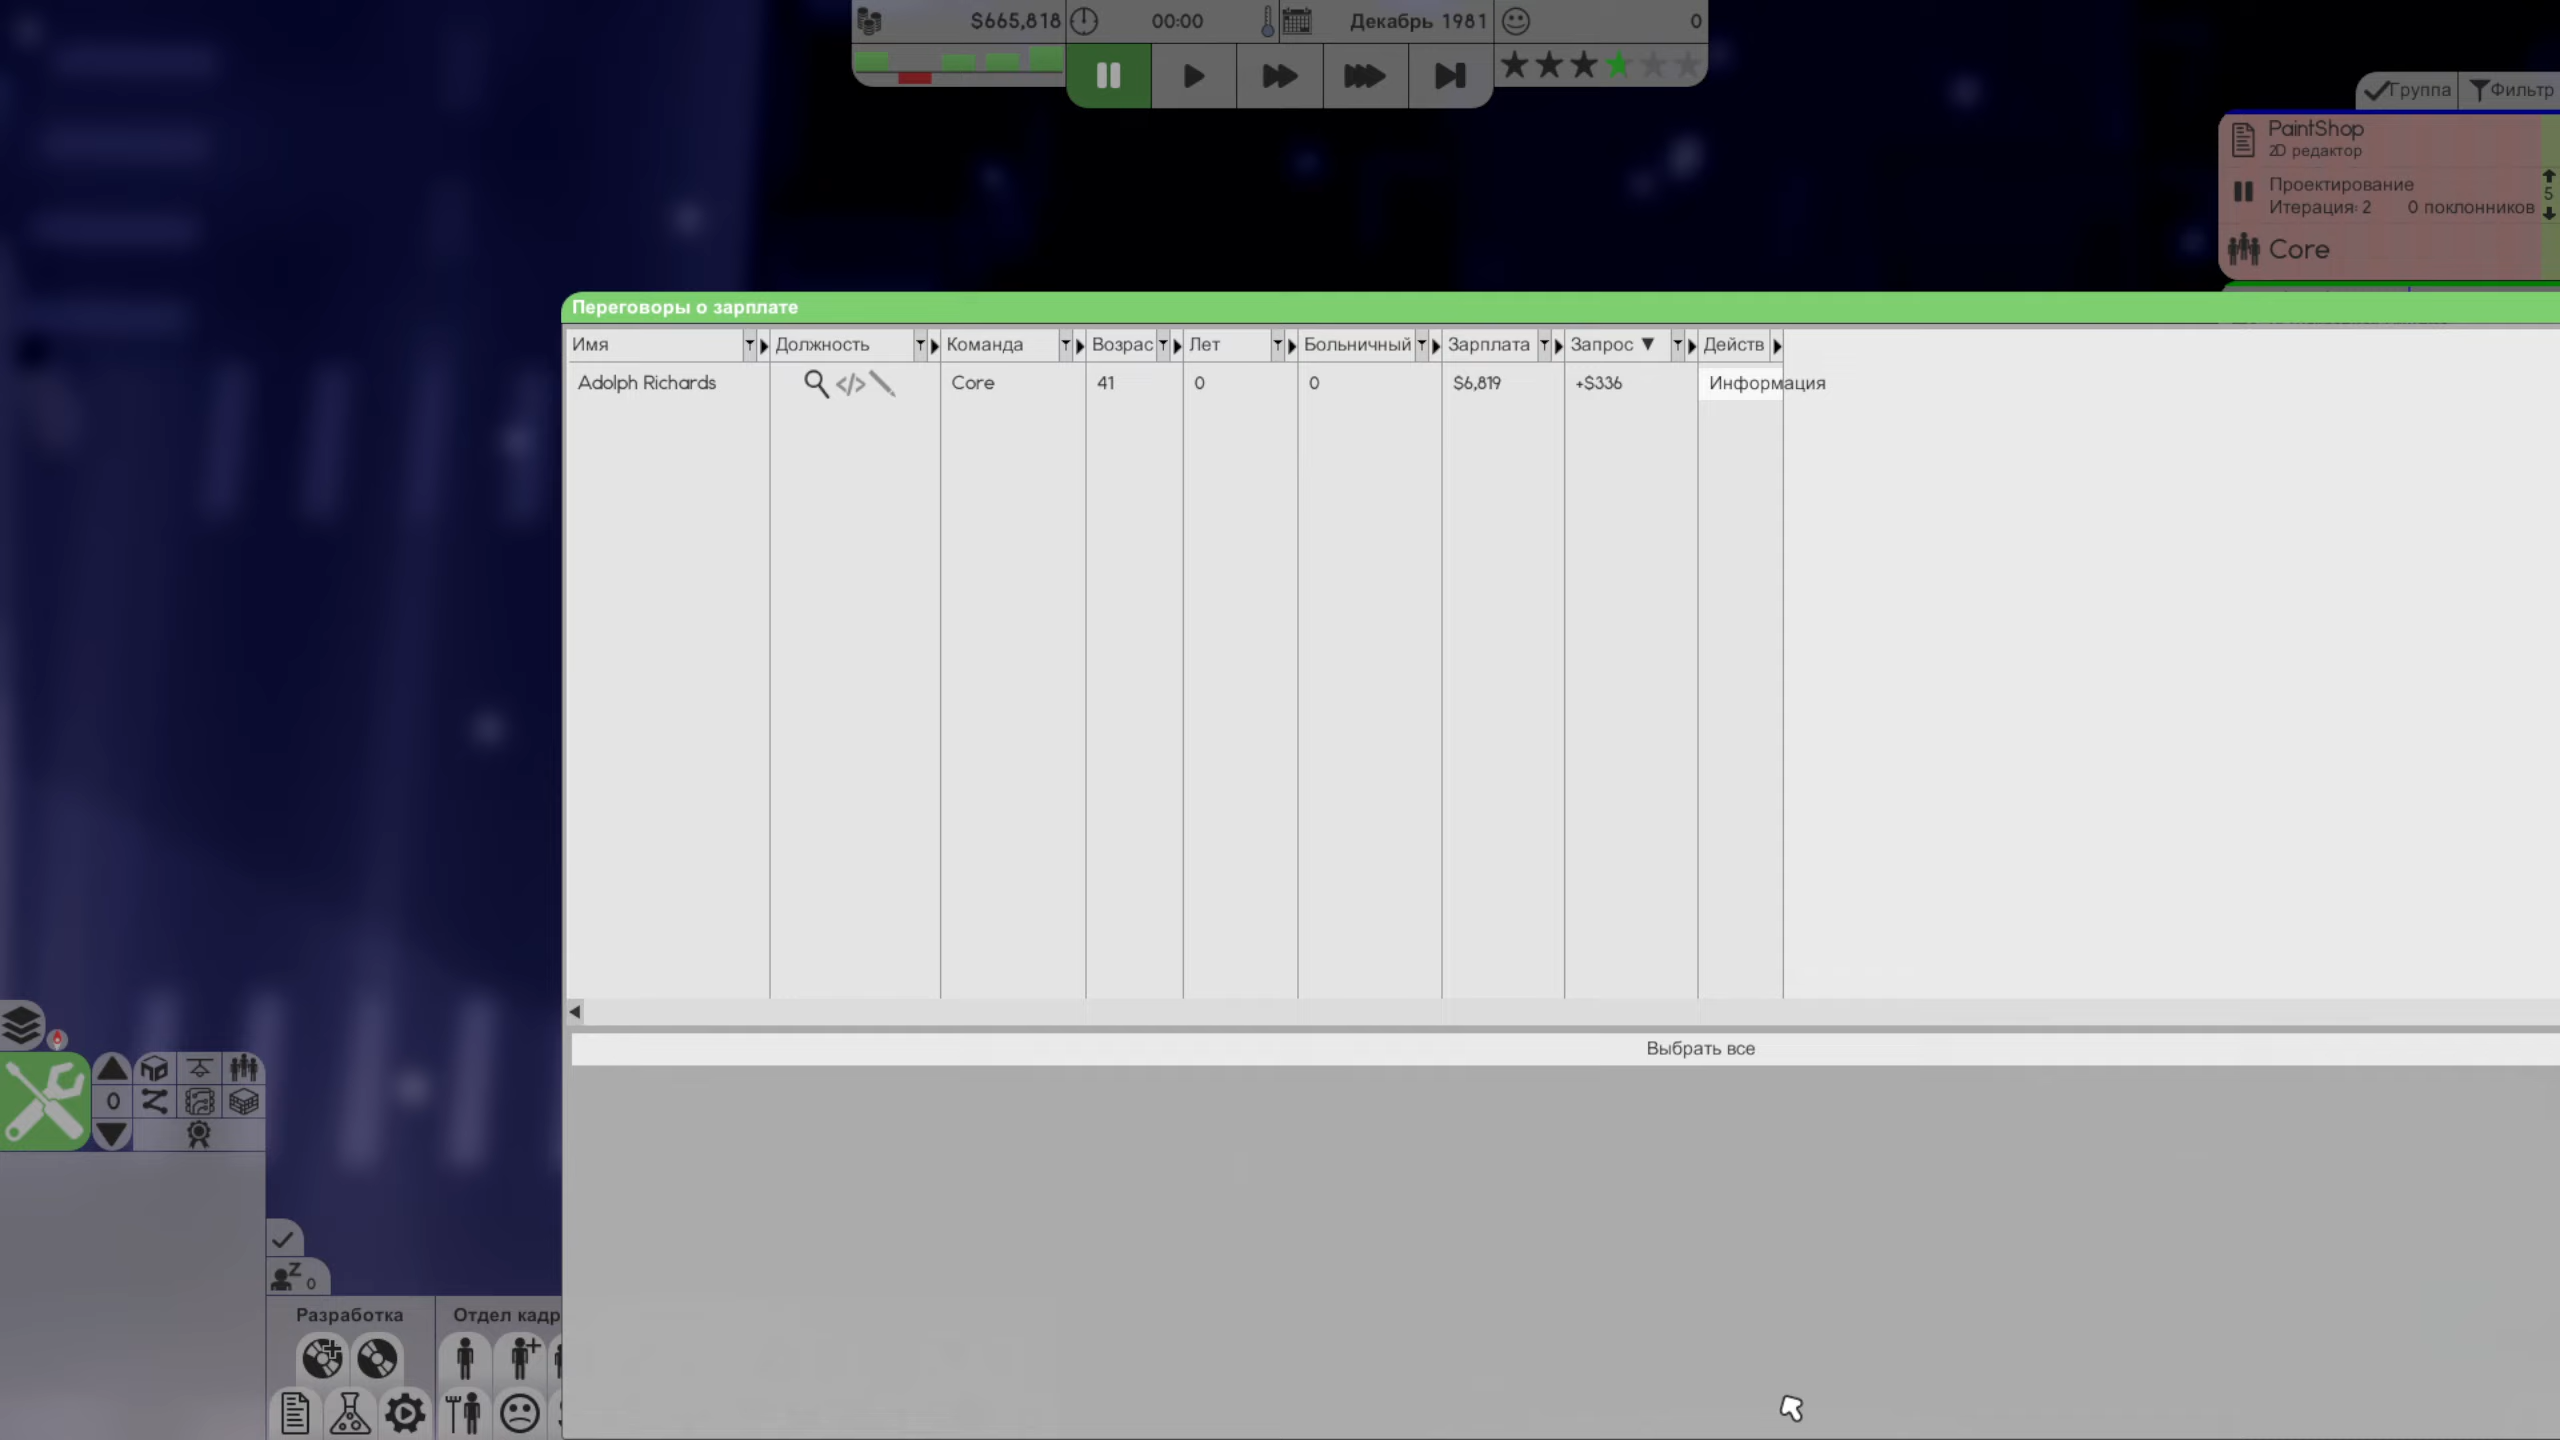 $665,818
00:00
Декабрь 1981
0
Группа
Фильтр
PaintShop
2D редактор
Проектирование
Итерация: 2 0 поклонников
5
Core
Переговоры о зарплате
Имя Должность Команда Возрас Лет Больничный Зарплата Запрос ▼ Действ
Adolph Richards Core 41 0 0 $6,819 +$336 Информация
Выбрать все
0
z 0
Разработка
Отдел кадр